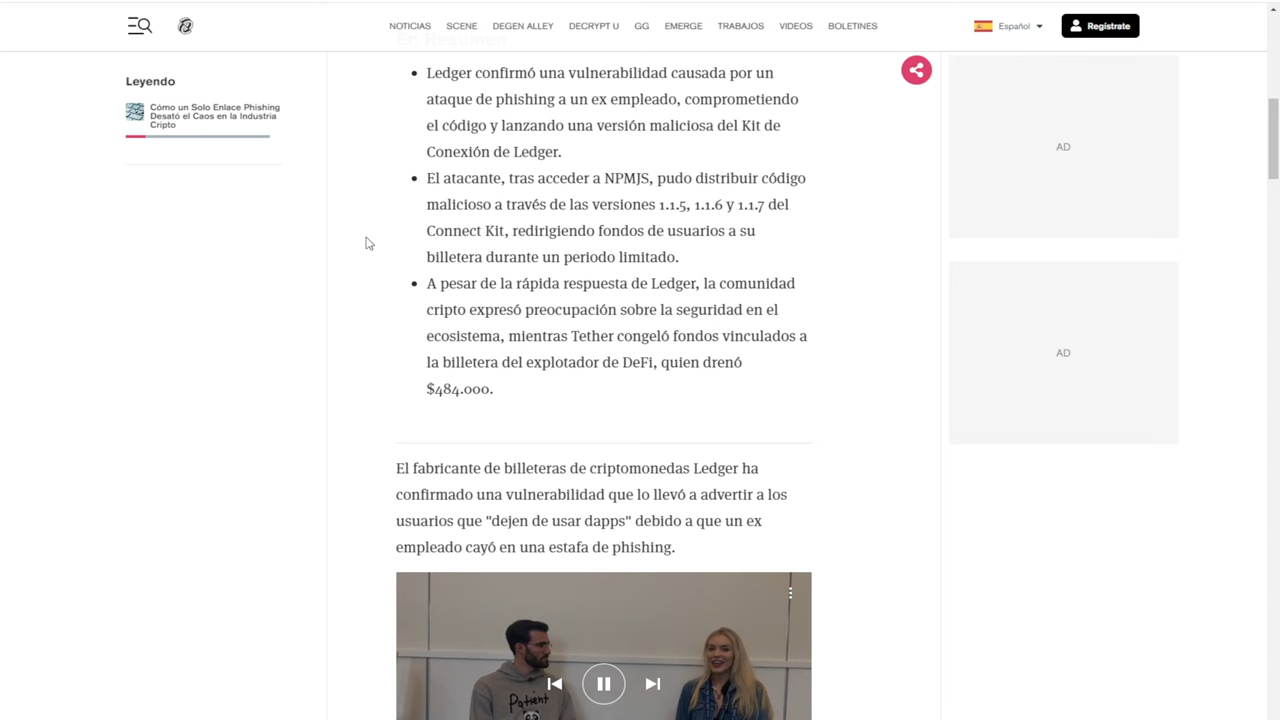 NOTICIAS SCENE DEGEN ALLEY DECRYPT U GG EMERGE TRABAJOS VIDEOS BOLETINES Español Regístrate
En Resumen
Leyendo
Cómo un Solo Enlace Phishing
Desató el Caos en la Industria
Cripto
• Ledger confirmó una vulnerabilidad causada por un
ataque de phishing a un ex empleado, comprometiendo
el código y lanzando una versión maliciosa del Kit de
Conexión de Ledger.
• El atacante, tras acceder a NPMJS, pudo distribuir código
malicioso a través de las versiones 1.1.5, 1.1.6 y 1.1.7 del
Connect Kit, redirigiendo fondos de usuarios a su
billetera durante un periodo limitado.
• A pesar de la rápida respuesta de Ledger, la comunidad
cripto expresó preocupación sobre la seguridad en el
ecosistema, mientras Tether congeló fondos vinculados a
la billetera del explotador de DeFi, quien drenó
$484.000.
El fabricante de billeteras de criptomonedas Ledger ha
confirmado una vulnerabilidad que lo llevó a advertir a los
usuarios que "dejen de usar dapps" debido a que un ex
empleado cayó en una estafa de phishing.
Patient
AD
AD